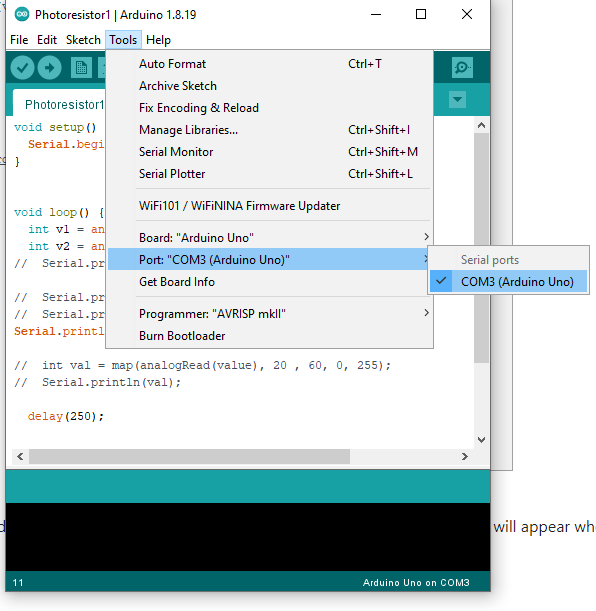 Photoresistor1 | Arduino 1.8.19
File Edit Sketch Tools Help
Auto Format Ctrl+T
Archive Sketch
Fix Encoding & Reload
Manage Libraries... Ctrl+Shift+I
Serial Monitor Ctrl+Shift+M
Serial Plotter Ctrl+Shift+L
WiFi101 / WiFiNINA Firmware Updater
Board: "Arduino Uno"
Port: "COM3 (Arduino Uno)"
Get Board Info
Programmer: "AVRISP mkII"
Burn Bootloader
Serial ports
COM3 (Arduino Uno)
Photoresistor1
void setup()
Serial.begi
}
void loop() {
int v1 = an
int v2 = an
// Serial.pr
// Serial.pr
// Serial.pr
Serial.println
// int val = map(analogRead(value), 20 , 60, 0, 255);
// Serial.println(val);
delay(250);
will appear whe
11 Arduino Uno on COM3